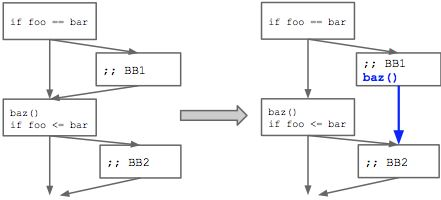 if foo == bar
;; BB1
baz()
if foo <= bar
;; BB2
if foo == bar
;; BB1
baz()
baz()
if foo <= bar
;; BB2